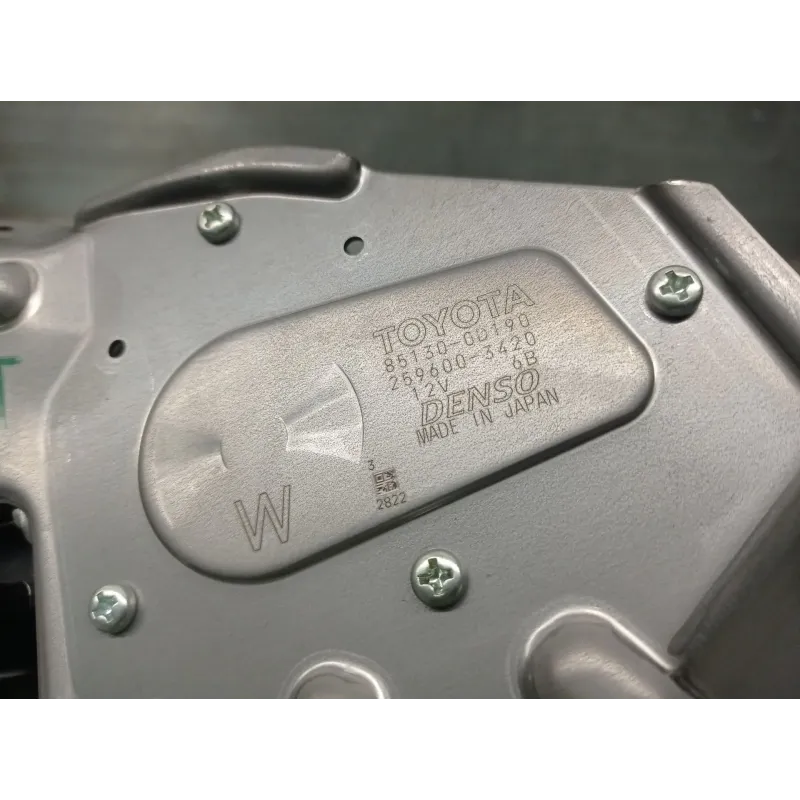 TOYOTA
85130-0D190
259600-3420
12V 6B
DENSO
MADE IN JAPAN
3
2822
W
T